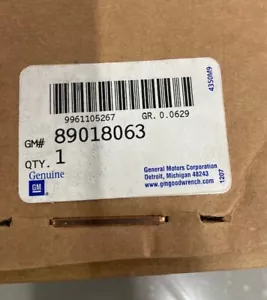 9961105267 GR. 0.0629
4350M9
GM# 89018063
QTY. 1
Genuine
GM
General Motors Corporation
Detroit, Michigan 48243
www.gmgoodwrench.com
1207